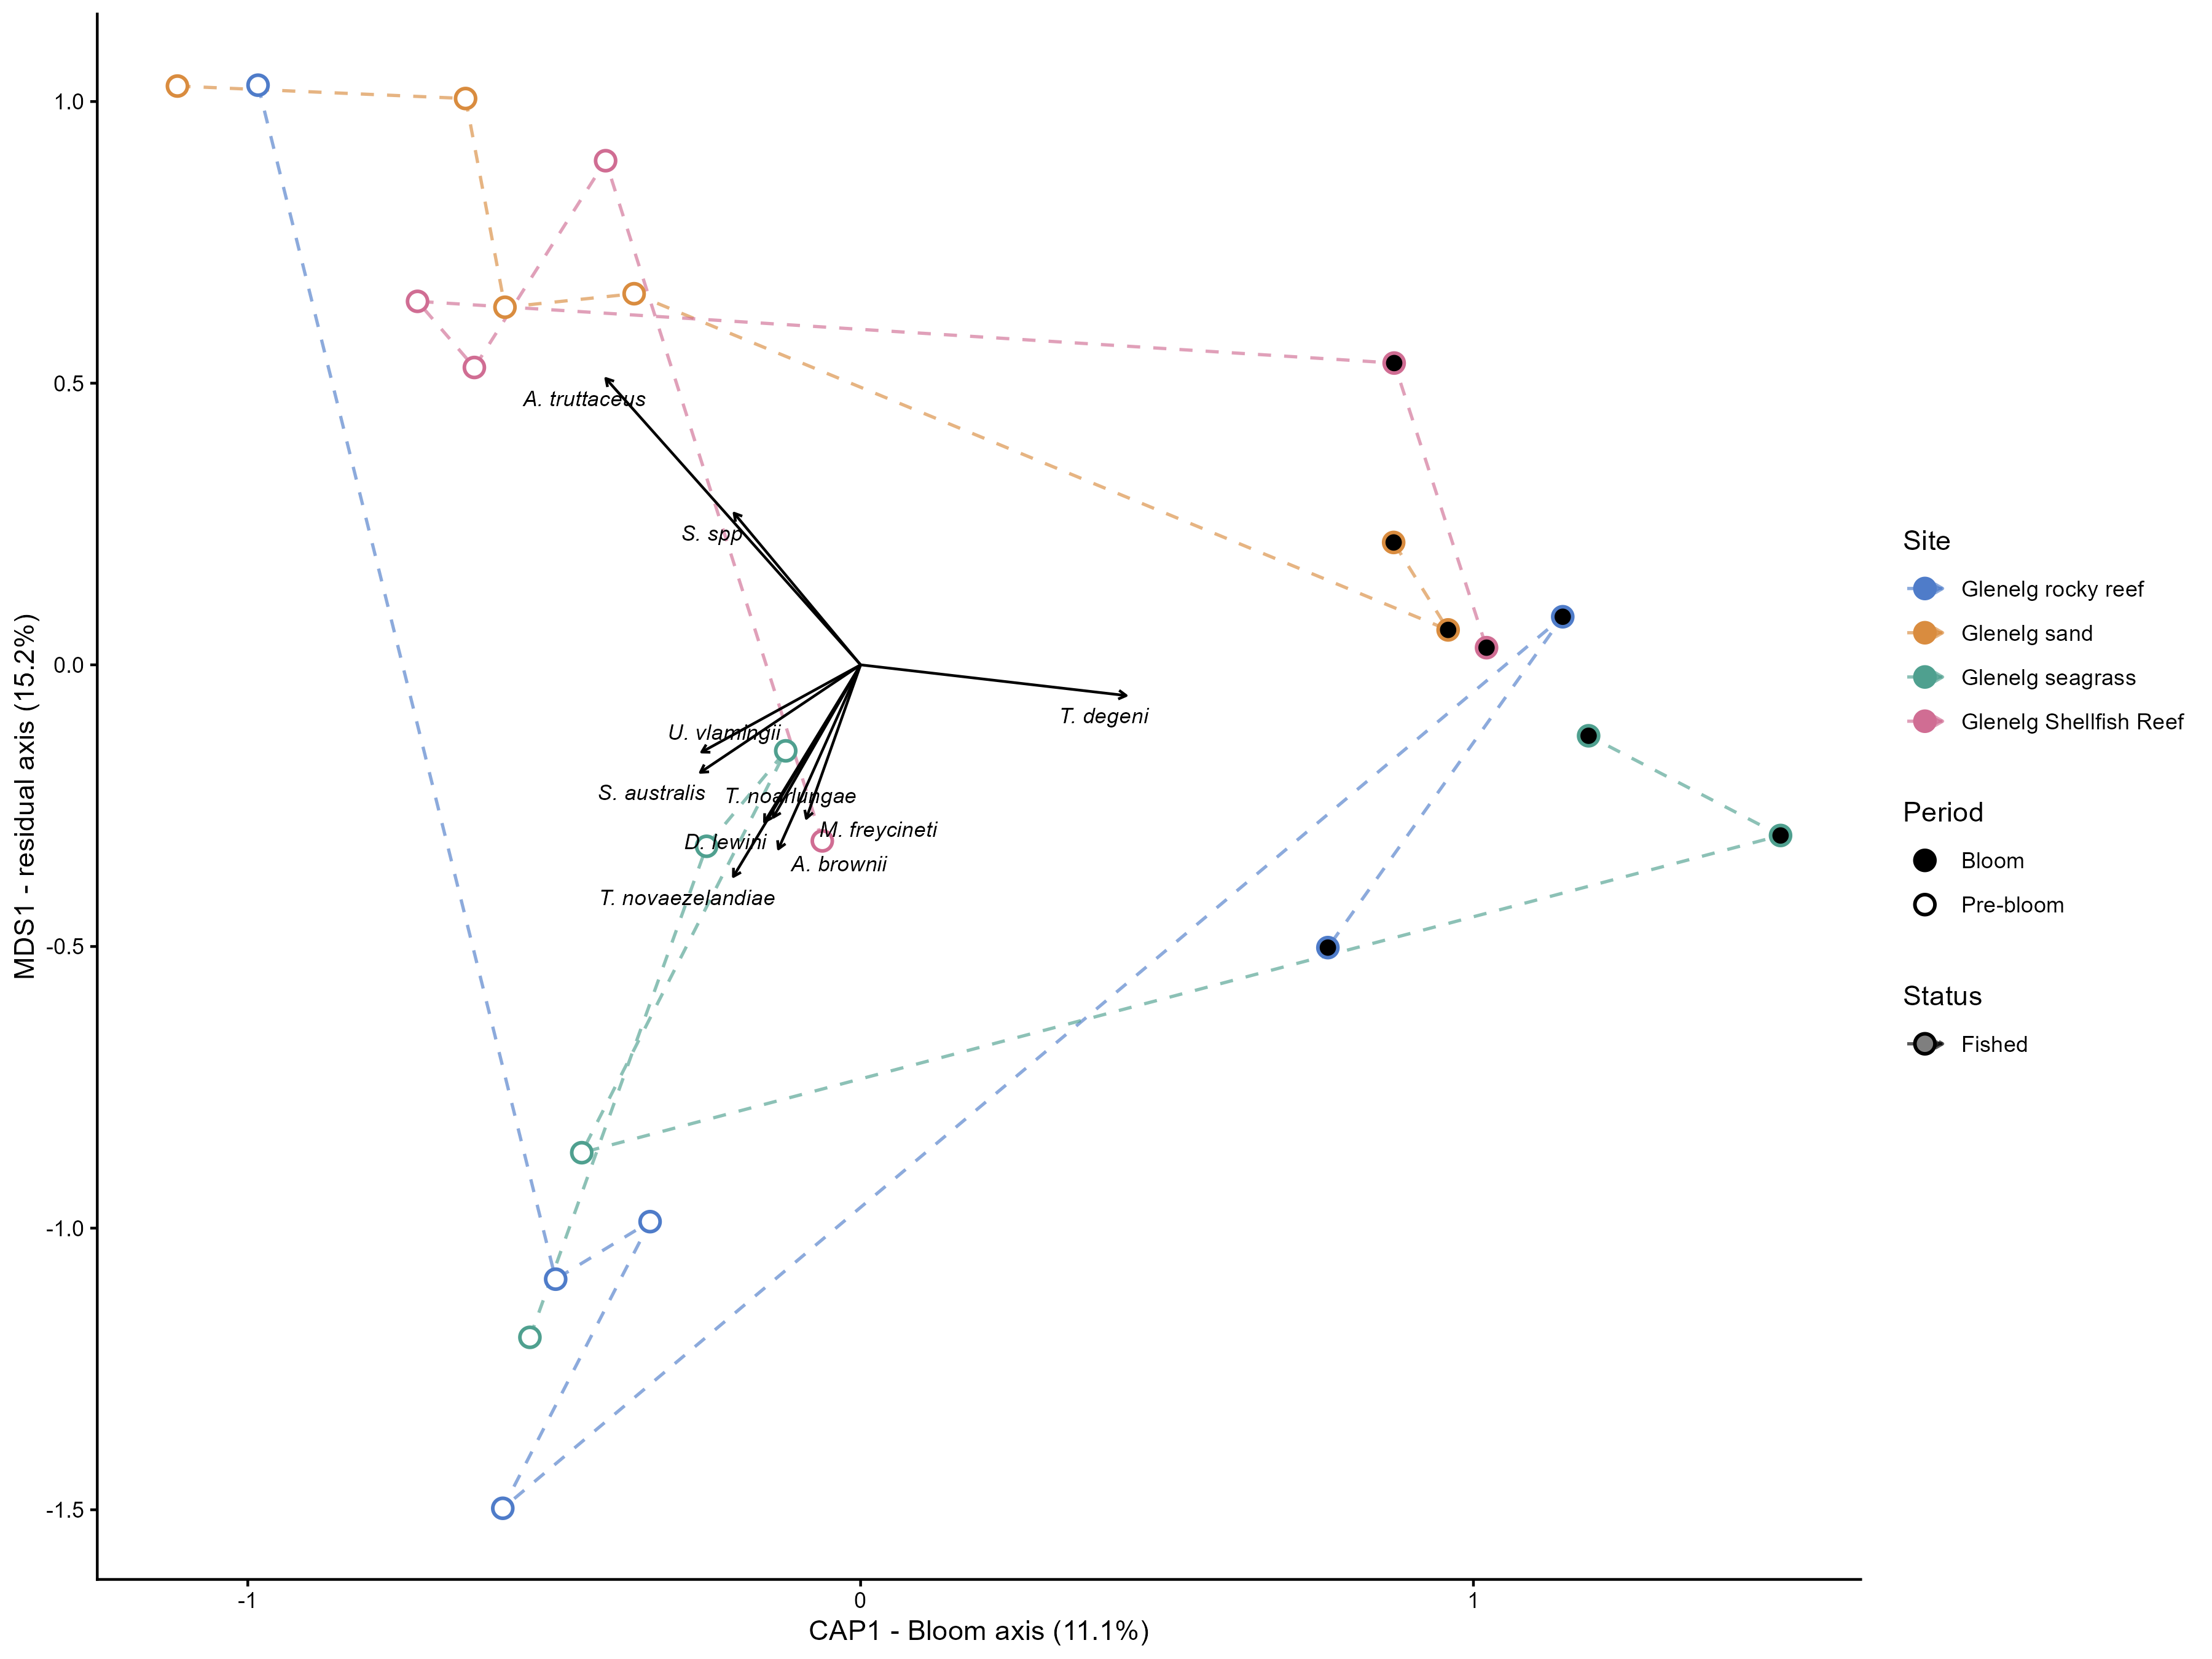 1.0
0.5
0.0
-0.5
-1.0
-1.5
MDS1 - residual axis (15.2%)
-1
0
1
CAP1 - Bloom axis (11.1%)
A. truttaceus
S. spp
T. degeni
U. vlamingii
S. australis
T. noarlungae
M. freycineti
D. lewini
A. brownii
T. novaezelandiae
Site
Glenelg rocky reef
Glenelg sand
Glenelg seagrass
Glenelg Shellfish Reef
Period
Bloom
Pre-bloom
Status
Fished